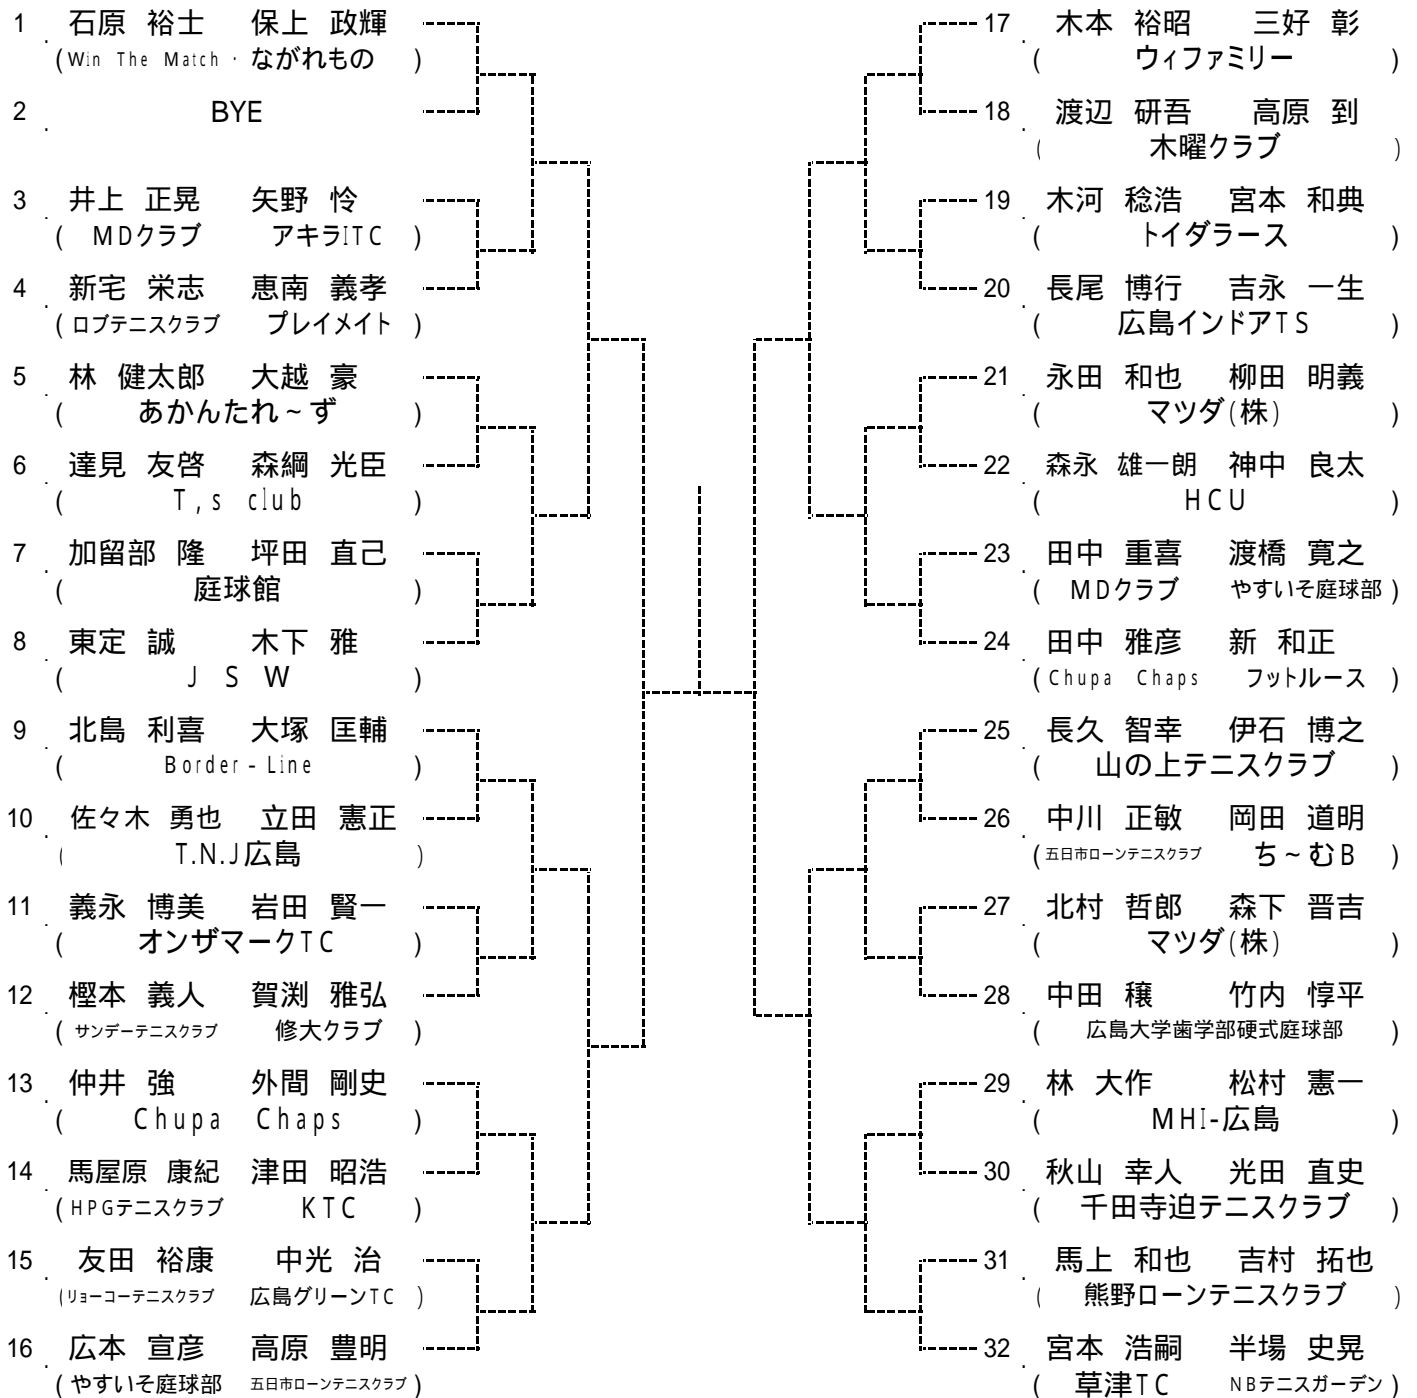 1 . 石原 裕士 保上 政輝
(Win The Match ・ ながれもの )
2 . BYE
3 . 井上 正晃 矢野 怜
( MDクラブ アキラITC )
4 . 新宅 栄志 恵南 義孝
( ロブテニスクラブ プレイメイト )
5 . 林 健太郎 大越 豪
( あかんたれ~ず )
6 . 達見 友啓 森綱 光臣
( T,s club )
7 . 加留部 隆 坪田 直己
( 庭球館 )
8 . 東定 誠 木下 雅
( J S W )
9 . 北島 利喜 大塚 匡輔
( Border-Line )
10 . 佐々木 勇也 立田 憲正
( T.N.J広島 )
11 . 義永 博美 岩田 賢一
( オンザマークTC )
12 . 樫本 義人 賀渕 雅弘
( サンデーテニスクラブ 修大クラブ )
13 . 仲井 強 外間 剛史
( Chupa Chaps )
14 . 馬屋原 康紀 津田 昭浩
( HPGテニスクラブ KTC )
15 . 友田 裕康 中光 治
(リョーコーテニスクラブ 広島グリーンTC )
16 . 広本 宣彦 高原 豊明
( やすいそ庭球部 五日市ローンテニスクラブ )
17 . 木本 裕昭 三好 彰
( ウィファミリー )
18 . 渡辺 研吾 高原 到
( 木曜クラブ )
19 . 木河 稔浩 宮本 和典
( トイダラース )
20 . 長尾 博行 吉永 一生
( 広島インドアTS )
21 . 永田 和也 柳田 明義
( マツダ(株) )
22 . 森永 雄一朗 神中 良太
( HCU )
23 . 田中 重喜 渡橋 寛之
( MDクラブ やすいそ庭球部 )
24 . 田中 雅彦 新 和正
( Chupa Chaps フットルース )
25 . 長久 智幸 伊石 博之
( 山の上テニスクラブ )
26 . 中川 正敏 岡田 道明
( 五日市ローンテニスクラブ ち~むB )
27 . 北村 哲郎 森下 晋吉
( マツダ(株) )
28 . 中田 穣 竹内 惇平
( 広島大学歯学部硬式庭球部 )
29 . 林 大作 松村 憲一
( MHI-広島 )
30 . 秋山 幸人 光田 直史
( 千田寺迫テニスクラブ )
31 . 馬上 和也 吉村 拓也
( 熊野ローンテニスクラブ )
32 . 宮本 浩嗣 半場 史晃
( 草津TC NBテニスガーデン )